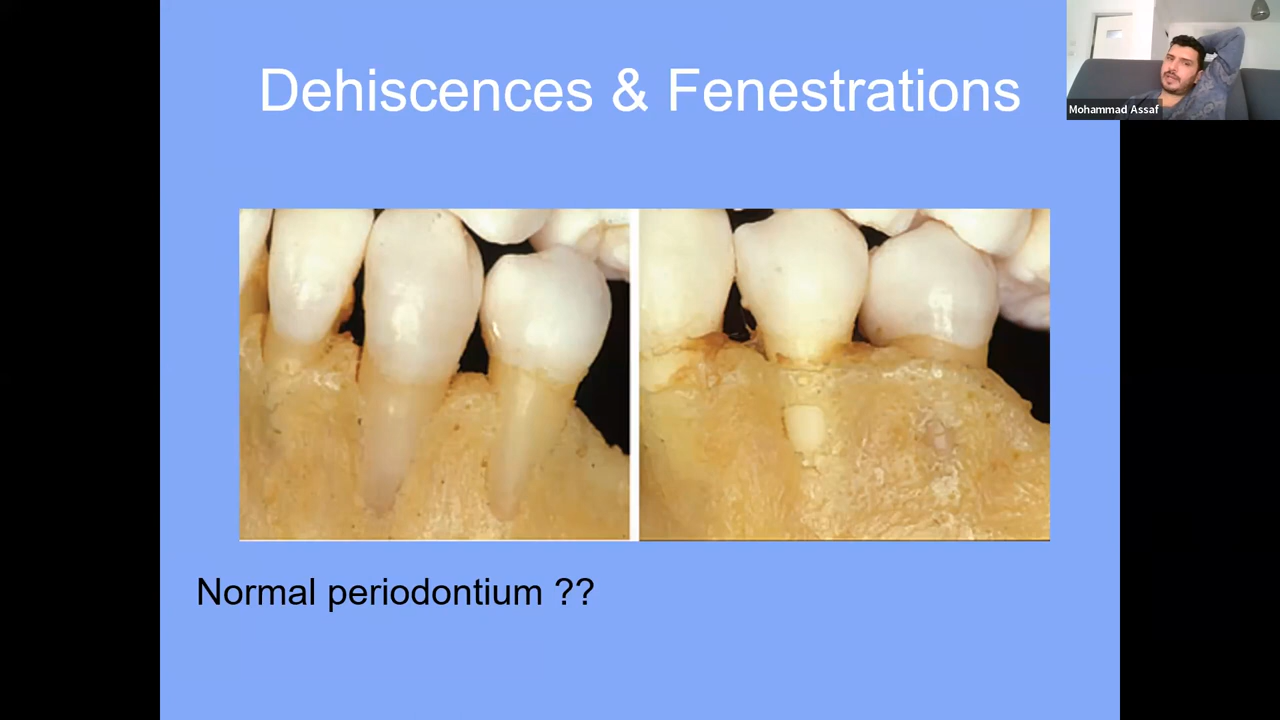 Dehiscences & Fenestrations
Mohammad Assaf
Normal periodontium ??